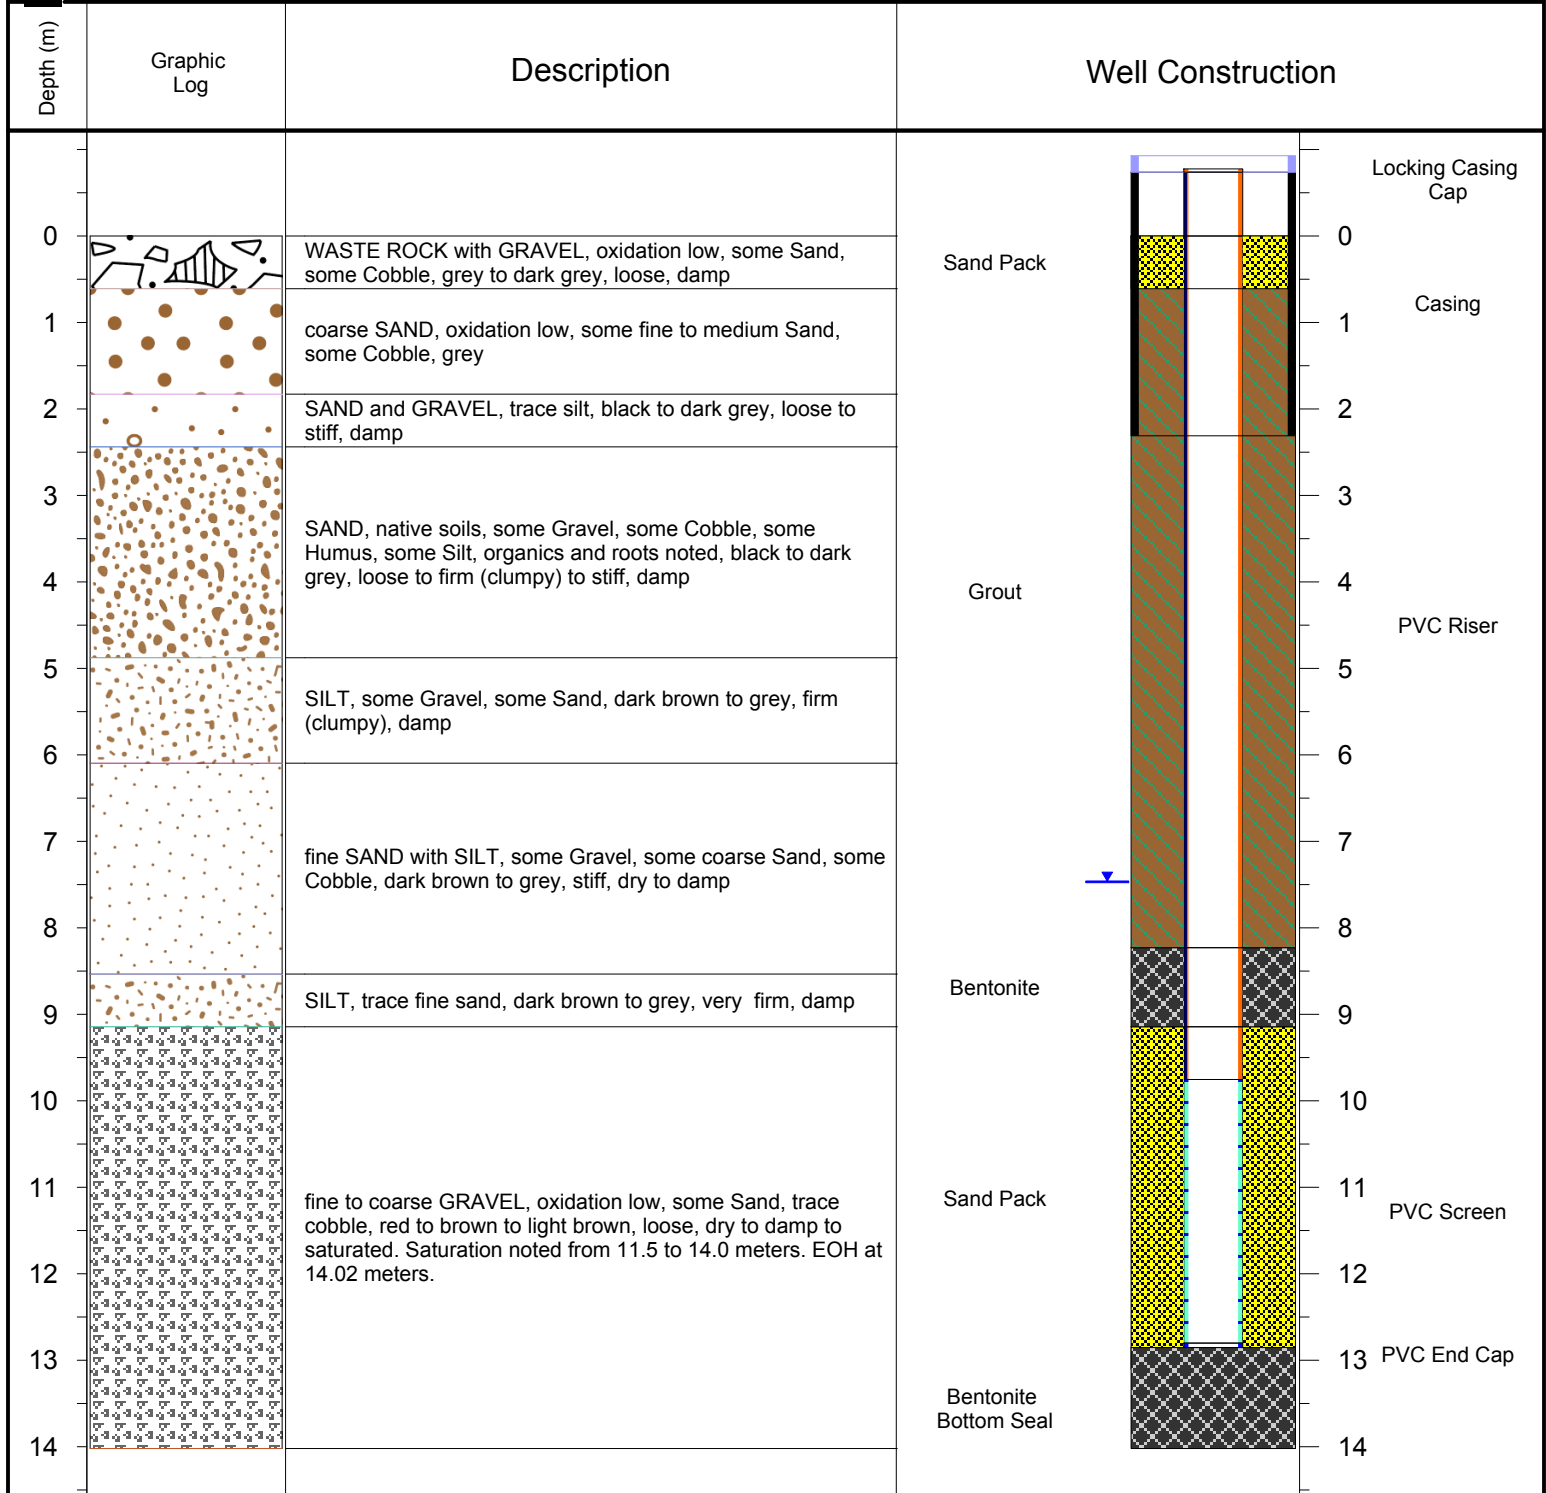 Depth (m)
Graphic
Log
Description
Well Construction
Locking Casing
Cap
0
WASTE ROCK with GRAVEL, oxidation low, some Sand,
some Cobble, grey to dark grey, loose, damp
Sand Pack
0
Casing
1
coarse SAND, oxidation low, some fine to medium Sand,
some Cobble, grey
1
2
SAND and GRAVEL, trace silt, black to dark grey, loose to
stiff, damp
2
3
3
SAND, native soils, some Gravel, some Cobble, some
Humus, some Silt, organics and roots noted, black to dark
grey, loose to firm (clumpy) to stiff, damp
4
Grout
4
PVC Riser
5
5
SILT, some Gravel, some Sand, dark brown to grey, firm
(clumpy), damp
6
6
7
7
fine SAND with SILT, some Gravel, some coarse Sand, some
Cobble, dark brown to grey, stiff, dry to damp
8
8
Bentonite
SILT, trace fine sand, dark brown to grey, very  firm, damp
9
9
10
10
11
11
fine to coarse GRAVEL, oxidation low, some Sand, trace
cobble, red to brown to light brown, loose, dry to damp to
saturated. Saturation noted from 11.5 to 14.0 meters. EOH at
14.02 meters.
Sand Pack
PVC Screen
12
12
13
13
PVC End Cap
Bentonite
Bottom Seal
14
14